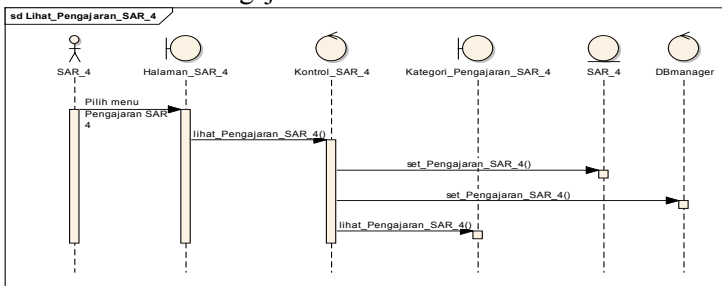 sd Lihat_Pengajaran_SAR_4
SAR_4
Halaman_SAR_4
Kontrol_SAR_4
Kategori_Pengajaran_SAR_4
SAR_4
DBmanager
Pilih menu
Pengajaran SAR
4
lihat_Pengajaran_SAR_4()
set_Pengajaran_SAR_4()
set_Pengajaran_SAR_4()
lihat_Pengajaran_SAR_4()